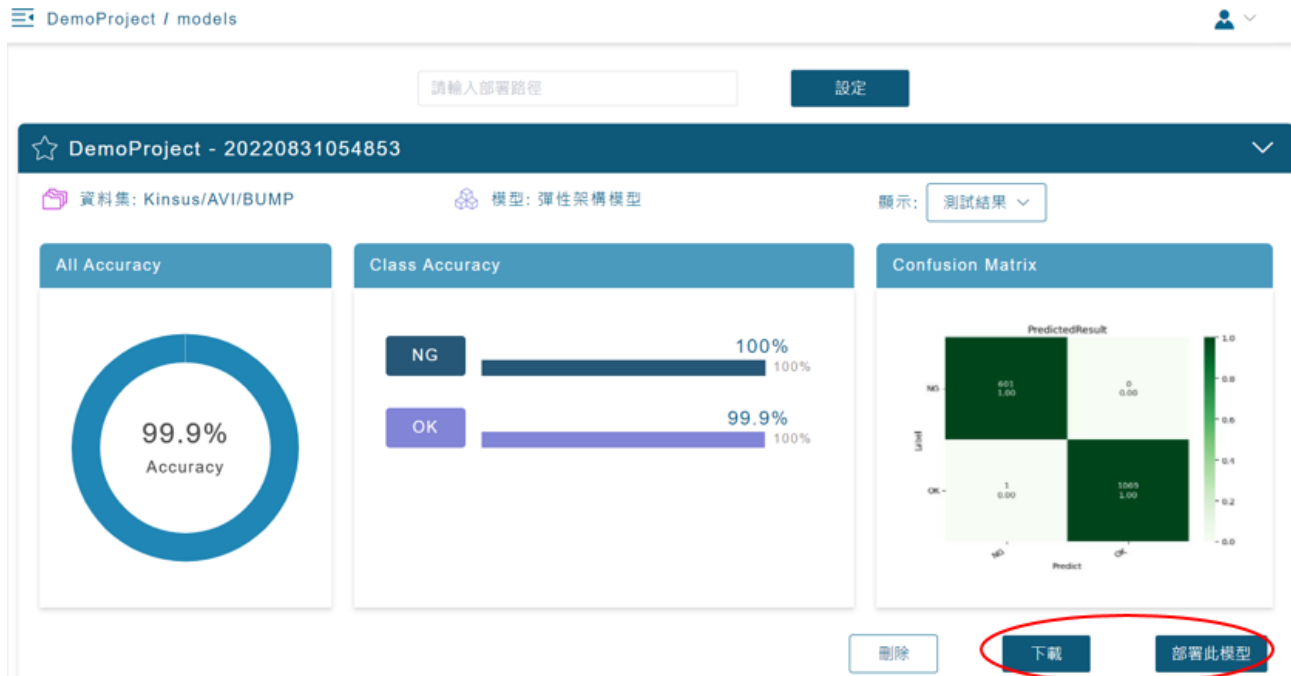 DemoProject / models
請輸入部署路徑
設定
DemoProject - 20220831054853
資料集: Kinsus/AVI/BUMP
模型: 彈性架構模型
顯示:
測試結果
All Accuracy
99.9%
Accuracy
Class Accuracy
NG
100%
100%
OK
99.9%
100%
Confusion Matrix
PredictedResult
NG
601
1.00
0
0.00
Label
OK
1
0.00
1065
1.00
NG
OK
Predict
1.0
0.8
0.6
0.4
0.2
0.0
刪除
下載
部署此模型